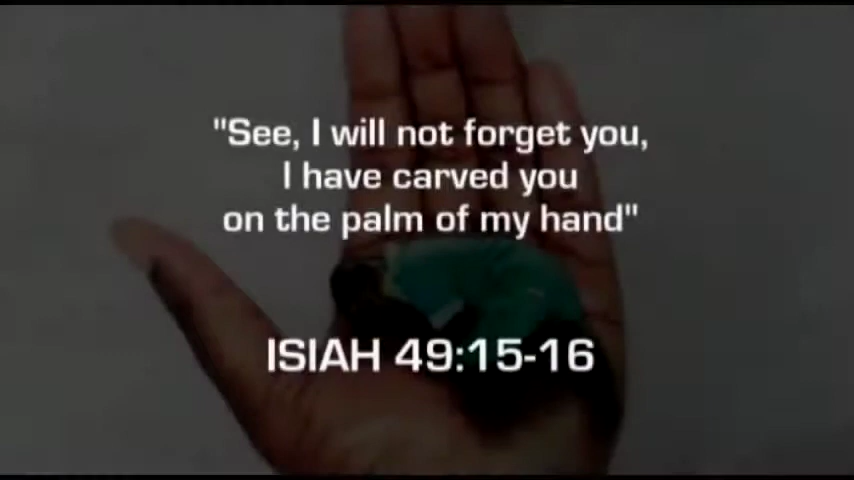 "See, I will not forget you,
I have carved you
on the palm of my hand"
ISIAH 49:15-16